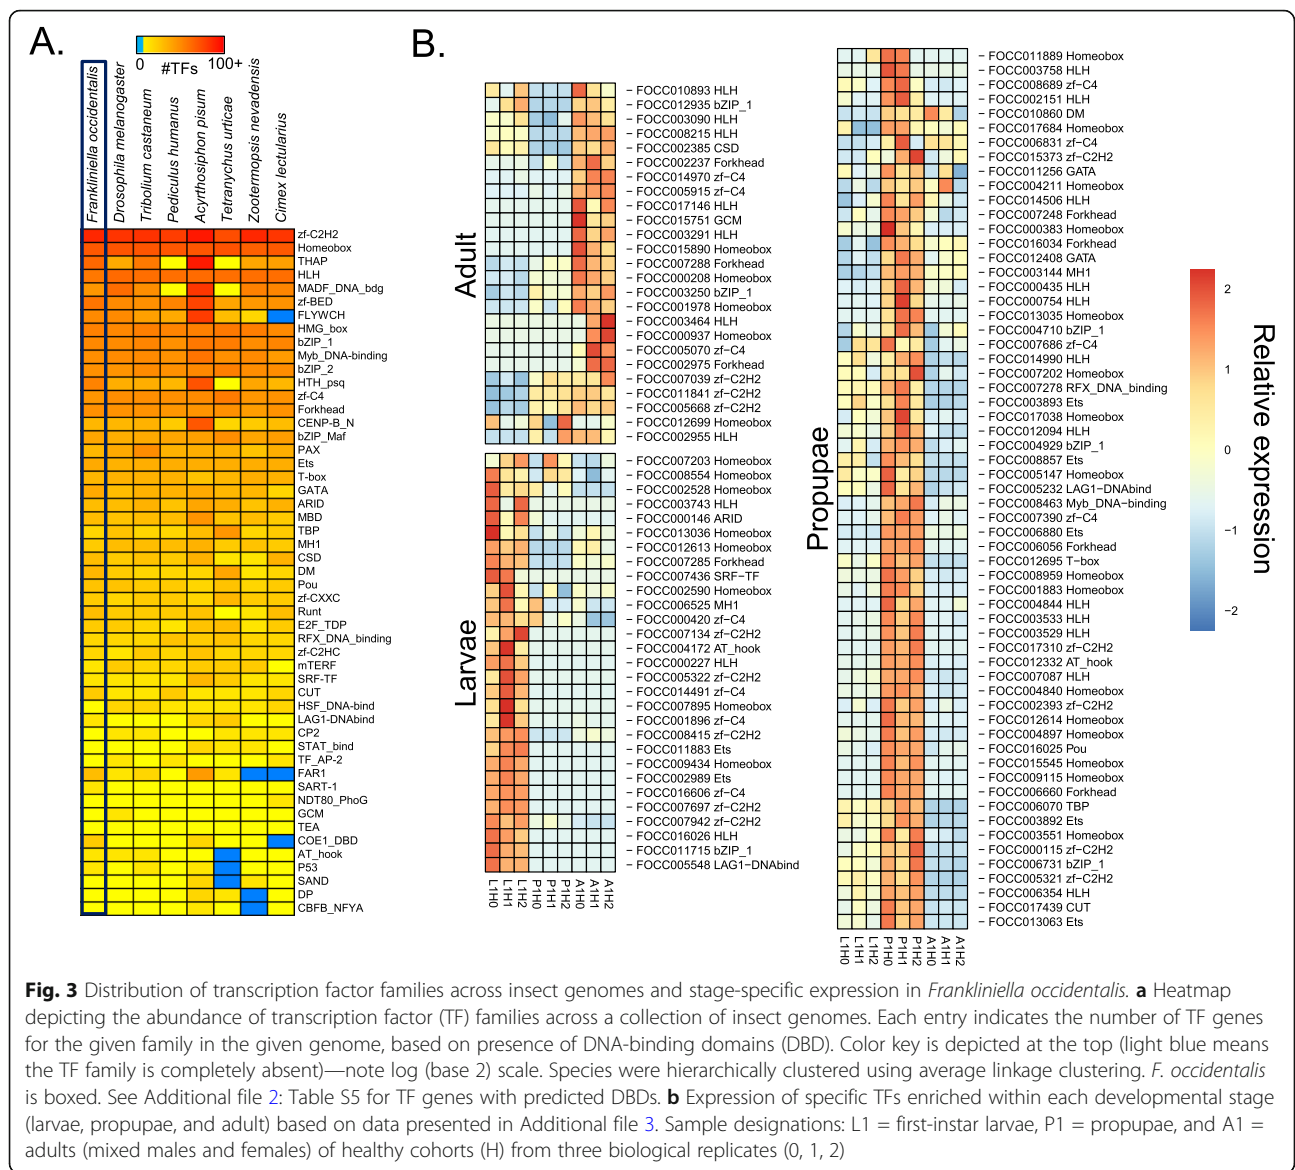 A.
0
100+
#TFs
Frankliniella occidentalis
Drosophila melanogaster
Tribolium castaneum
Pediculus humanus
Acyrthosiphon pisum
Tetranychus urticae
Zootermopsis nevadensis
Cimex lectularius
zf-C2H2
Homeobox
THAP
HLH
MADF_DNA_bdg
zf-BED
FLYWCH
HMG_box
bZIP_1
Myb_DNA-binding
bZIP_2
HTH_psq
zf-C4
Forkhead
CENP-B_N
bZIP_Maf
PAX
Ets
T-box
GATA
ARID
MBD
TBP
MH1
CSD
DM
Pou
zf-CXXC
Runt
E2F_TDP
RFX_DNA_binding
zf-C2HC
mTERF
SRF-TF
CUT
HSF_DNA-bind
LAG1-DNAbind
CP2
STAT_bind
TF_AP-2
FAR1
SART-1
NDT80_PhoG
GCM
TEA
COE1_DBD
AT_hook
P53
SAND
DP
CBFB_NFYA
B.
Adult
FOCC010893 HLH
FOCC012935 bZIP_1
FOCC003090 HLH
FOCC008215 HLH
FOCC002385 CSD
FOCC002237 Forkhead
FOCC014970 zf-C4
FOCC005915 zf-C4
FOCC017146 HLH
FOCC015751 GCM
FOCC003291 HLH
FOCC015890 Homeobox
FOCC007288 Forkhead
FOCC000208 Homeobox
FOCC003250 bZIP_1
FOCC001978 Homeobox
FOCC003464 HLH
FOCC000937 Homeobox
FOCC005070 zf-C4
FOCC002975 Forkhead
FOCC007039 zf-C2H2
FOCC011841 zf-C2H2
FOCC005668 zf-C2H2
FOCC012699 Homeobox
FOCC002955 HLH
Larvae
FOCC007203 Homeobox
FOCC008554 Homeobox
FOCC002528 Homeobox
FOCC003743 HLH
FOCC000146 ARID
FOCC013036 Homeobox
FOCC012613 Homeobox
FOCC007285 Forkhead
FOCC007436 SRF-TF
FOCC002590 Homeobox
FOCC006525 MH1
FOCC000420 zf-C4
FOCC007134 zf-C2H2
FOCC004172 AT_hook
FOCC000227 HLH
FOCC005322 zf-C2H2
FOCC014491 zf-C4
FOCC007895 Homeobox
FOCC001896 zf-C4
FOCC008415 zf-C2H2
FOCC011883 Ets
FOCC009434 Homeobox
FOCC002989 Ets
FOCC016606 zf-C4
FOCC007697 zf-C2H2
FOCC007942 zf-C2H2
FOCC016026 HLH
FOCC011715 bZIP_1
FOCC005548 LAG1-DNAbind
L1H0
L1H1
L1H2
P1H0
P1H1
P1H2
A1H0
A1H1
A1H2
Propupae
FOCC011889 Homeobox
FOCC003758 HLH
FOCC008689 zf-C4
FOCC002151 HLH
FOCC010860 DM
FOCC017684 Homeobox
FOCC006831 zf-C4
FOCC015373 zf-C2H2
FOCC011256 GATA
FOCC004211 Homeobox
FOCC014506 HLH
FOCC007248 Forkhead
FOCC000383 Homeobox
FOCC016034 Forkhead
FOCC012408 GATA
FOCC003144 MH1
FOCC000435 HLH
FOCC000754 HLH
FOCC013035 Homeobox
FOCC004710 bZIP_1
FOCC007686 zf-C4
FOCC014990 HLH
FOCC007202 Homeobox
FOCC007278 RFX_DNA_binding
FOCC003893 Ets
FOCC017038 Homeobox
FOCC012094 HLH
FOCC004929 bZIP_1
FOCC008857 Ets
FOCC005147 Homeobox
FOCC005232 LAG1-DNAbind
FOCC008463 Myb_DNA-binding
FOCC007390 zf-C4
FOCC006880 Ets
FOCC006056 Forkhead
FOCC012695 T-box
FOCC008959 Homeobox
FOCC001883 Homeobox
FOCC004844 HLH
FOCC003533 HLH
FOCC003529 HLH
FOCC017310 zf-C2H2
FOCC012332 AT_hook
FOCC007087 HLH
FOCC004840 Homeobox
FOCC002393 zf-C2H2
FOCC012614 Homeobox
FOCC004897 Homeobox
FOCC016025 Pou
FOCC015545 Homeobox
FOCC009115 Homeobox
FOCC006660 Forkhead
FOCC006070 TBP
FOCC003892 Ets
FOCC003551 Homeobox
FOCC000115 zf-C2H2
FOCC006731 bZIP_1
FOCC005321 zf-C2H2
FOCC006354 HLH
FOCC017439 CUT
FOCC013063 Ets
L1H0
L1H1
L1H2
P1H0
P1H1
P1H2
A1H0
A1H1
A1H2
2
1
0
−1
−2
Relative expression
Fig. 3 Distribution of transcription factor families across insect genomes and stage-specific expression in Frankliniella occidentalis. a Heatmap
depicting the abundance of transcription factor (TF) families across a collection of insect genomes. Each entry indicates the number of TF genes
for the given family in the given genome, based on presence of DNA-binding domains (DBD). Color key is depicted at the top (light blue means
the TF family is completely absent)—note log (base 2) scale. Species were hierarchically clustered using average linkage clustering. F. occidentalis
is boxed. See Additional file 2: Table S5 for TF genes with predicted DBDs. b Expression of specific TFs enriched within each developmental stage
(larvae, propupae, and adult) based on data presented in Additional file 3. Sample designations: L1 = first-instar larvae, P1 = propupae, and A1 =
adults (mixed males and females) of healthy cohorts (H) from three biological replicates (0, 1, 2)